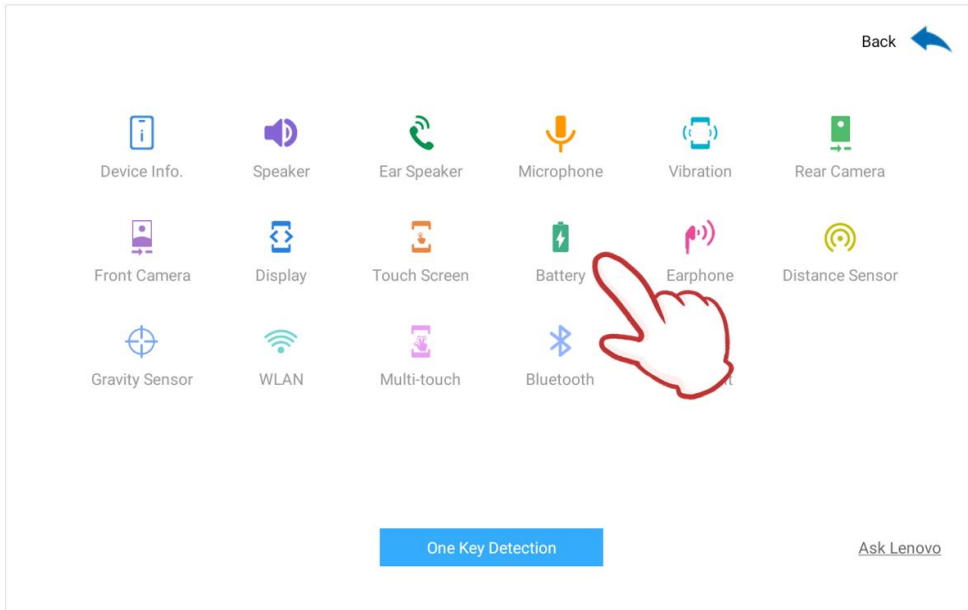 Back
Device Info.
Speaker
Ear Speaker
Microphone
Vibration
Rear Camera
Front Camera
Display
Touch Screen
Battery
Earphone
Distance Sensor
Gravity Sensor
WLAN
Multi-touch
Bluetooth
One Key Detection
Ask Lenovo